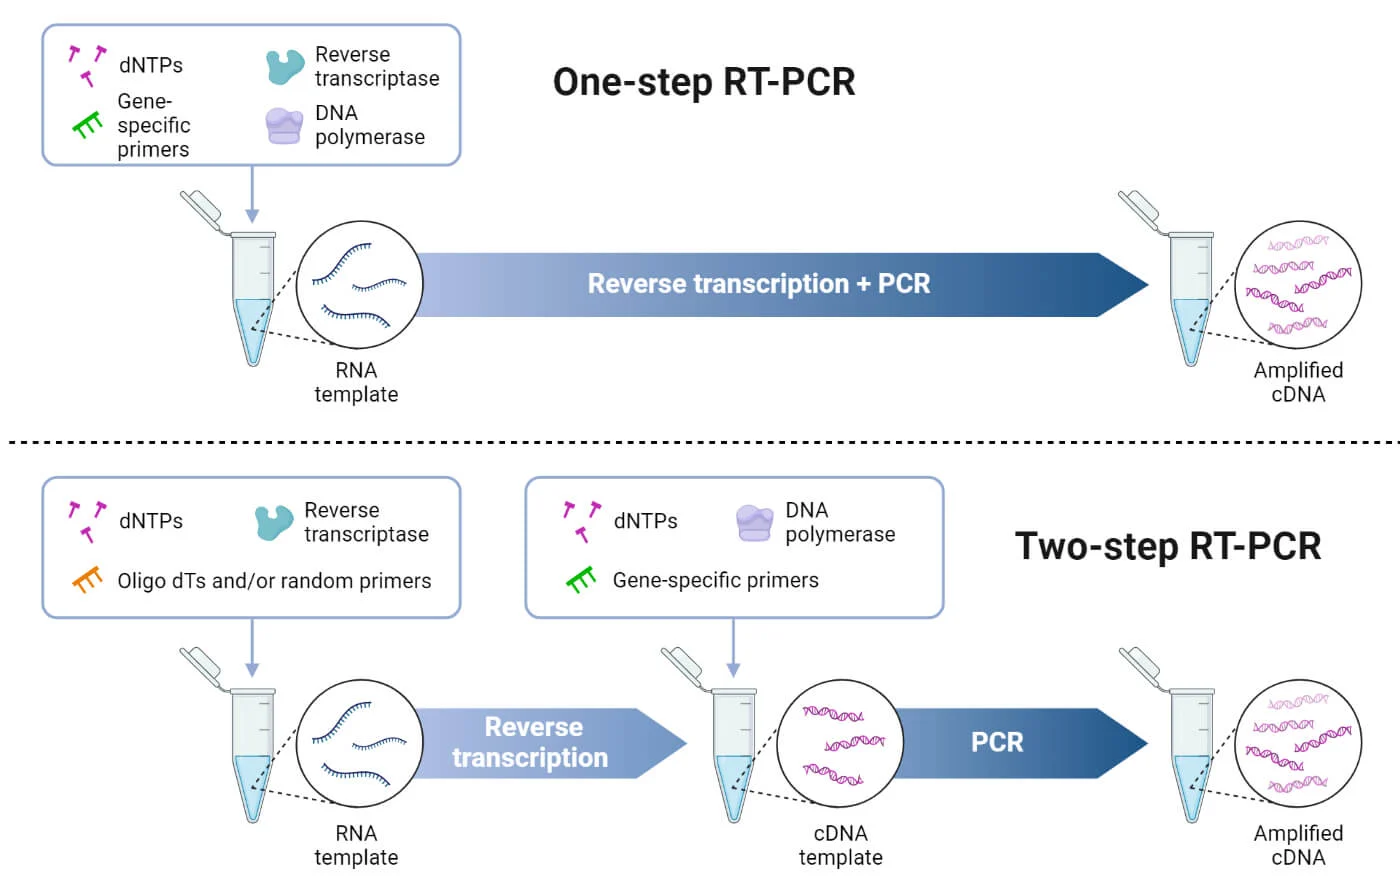 dNTPs
Reverse
transcriptase
Gene-
specific
primers
DNA
polymerase
One-step RT-PCR
Reverse transcription + PCR
RNA
template
Amplified
cDNA
dNTPs
Reverse
transcriptase
Oligo dTs and/or random primers
dNTPs
DNA
polymerase
Gene-specific primers
Two-step RT-PCR
Reverse
transcription
PCR
RNA
template
cDNA
template
Amplified
cDNA